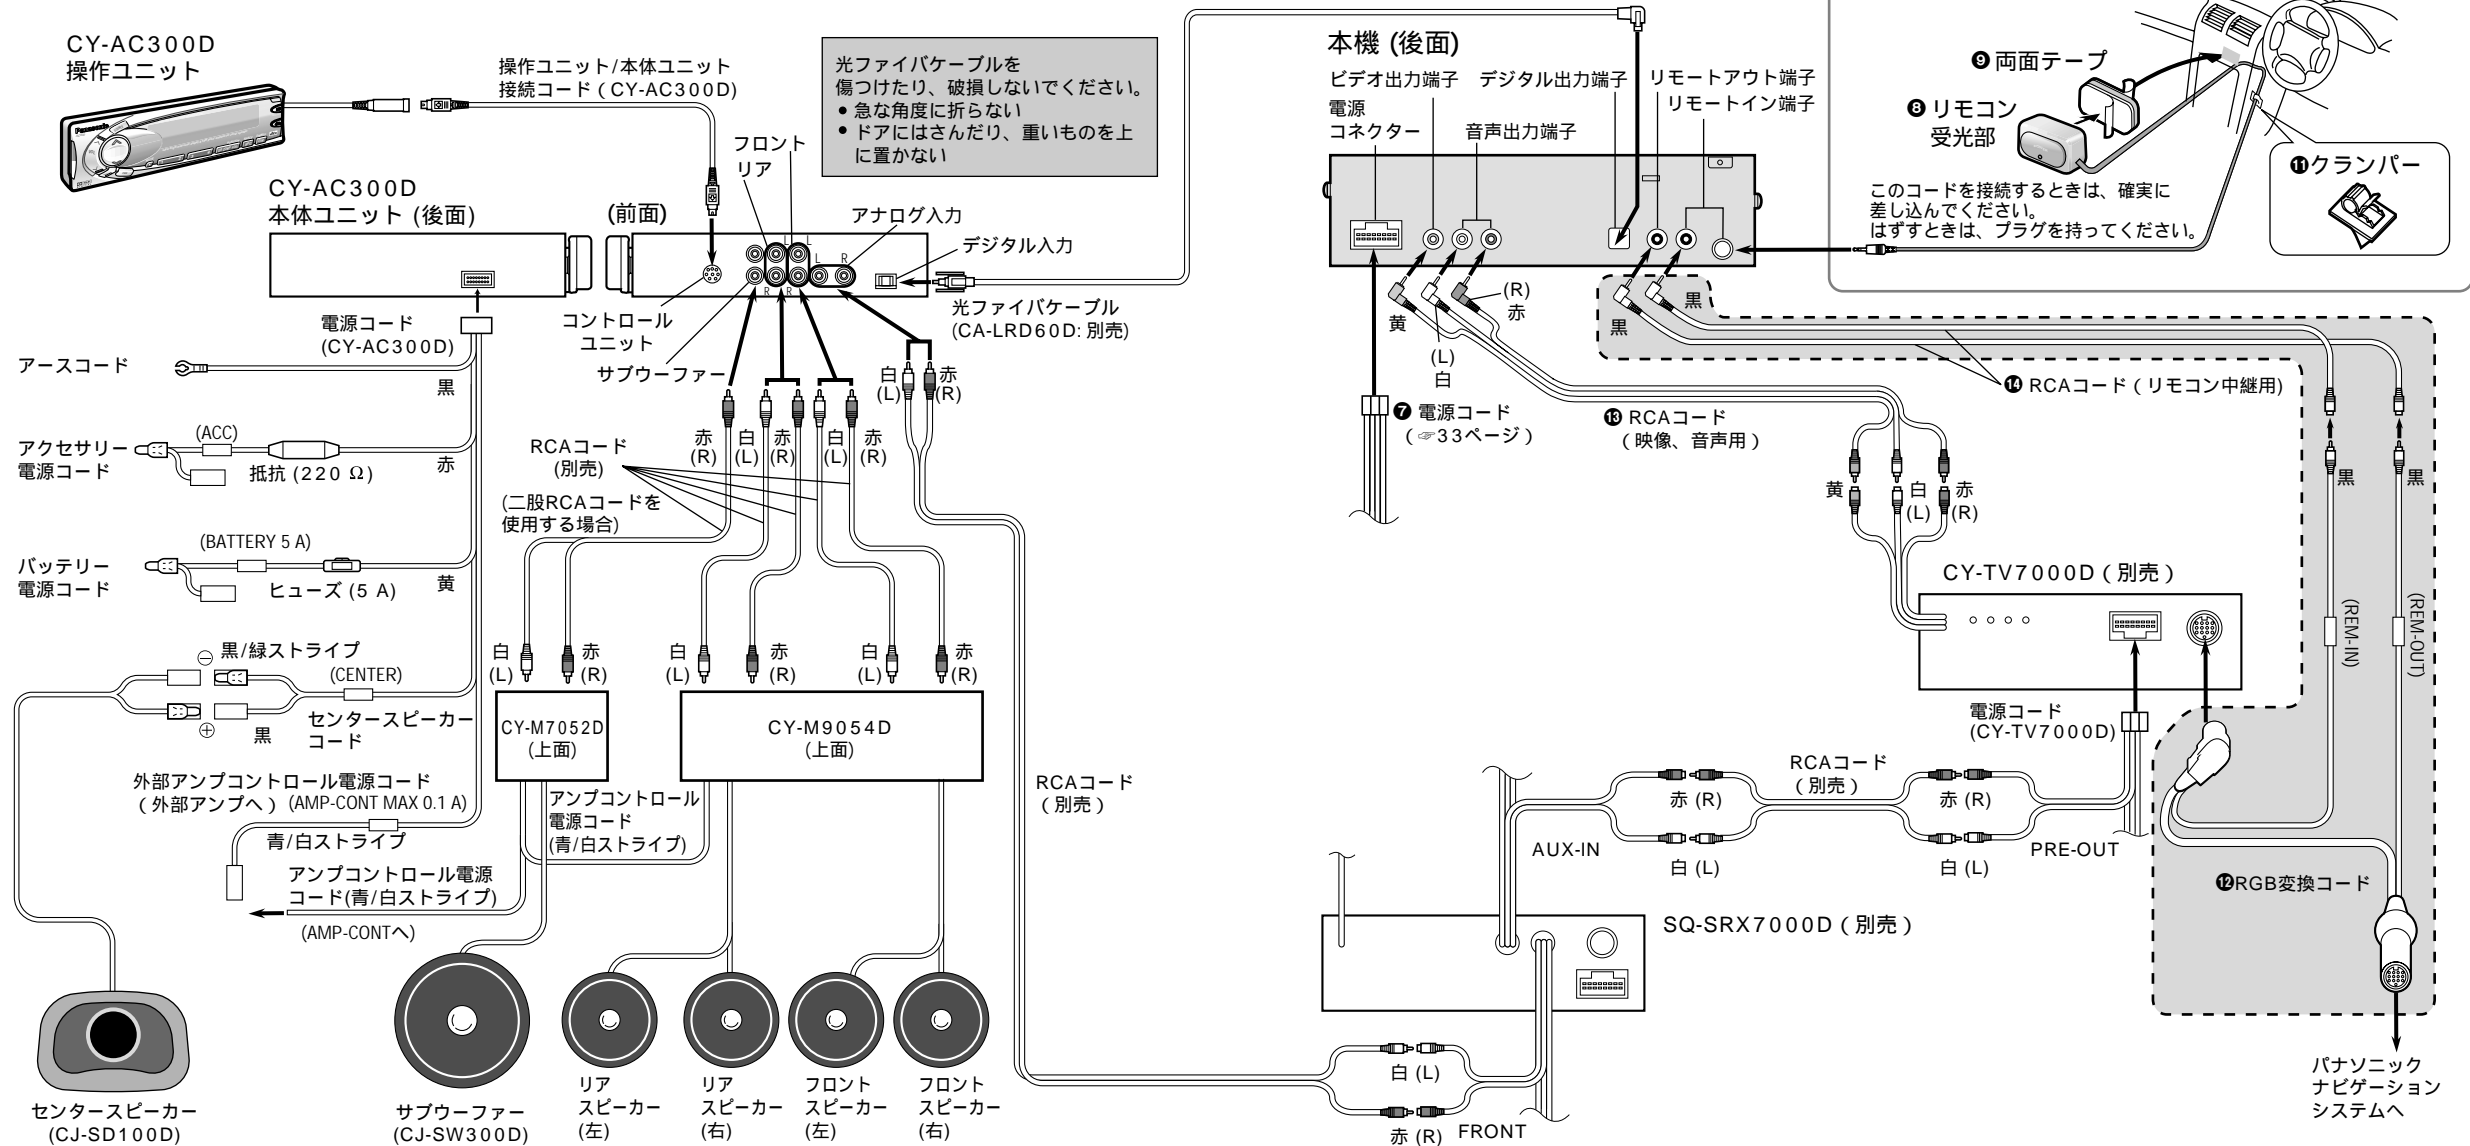 CY-AC300D
操作ユニット
Panasonic
操作ユニット/本体ユニット
接続コード（CY-AC300D）
光ファイバケーブルを
傷つけたり、破損しないでください。
● 急な角度に折らない
● ドアにはさんだり、重いものを上
に置かない
フロント
リア
CY-AC300D
本体ユニット (後面)
(前面)
アナログ入力
デジタル入力
L
L
L
R
R
R
光ファイバケーブル
(CA-LRD60D: 別売)
コントロール
ユニット
サブウーファー
電源コード
(CY-AC300D)
アースコード
黒
アクセサリー
電源コード
(ACC)
抵抗 (220 Ω)
赤
バッテリー
電源コード
(BATTERY 5 A)
ヒューズ (5 A)
黄
⊖ 黒/緑ストライプ
(CENTER)
⊕
黒
センタースピーカー
コード
外部アンプコントロール電源コード
（外部アンプへ）(AMP-CONT MAX 0.1 A)
青/白ストライプ
アンプコントロール電源
コード(青/白ストライプ)
(AMP-CONTへ)
センタースピーカー
(CJ-SD100D)
RCAコード
(別売)
(二股RCAコードを
使用する場合)
赤
(R)
白
(L)
赤
(R)
白
(L)
赤
(R)
白
(L)
赤
(R)
白
(L)
赤
(R)
白
(L)
赤
(R)
白
(L)
赤
(R)
CY-M7052D
(上面)
CY-M9054D
(上面)
アンプコントロール
電源コード
(青/白ストライプ)
RCAコード
（別売）
サブウーファー
(CJ-SW300D)
リア
スピーカー
(左)
リア
スピーカー
(右)
フロント
スピーカー
(左)
フロント
スピーカー
(右)
本機 (後面)
ビデオ出力端子
デジタル出力端子
リモートアウト端子
リモートイン端子
電源
コネクター
音声出力端子
❾ 両面テープ
❽ リモコン
受光部
⓫クランパー
このコードを接続するときは、確実に
差し込んでください。
はずすときは、プラグを持ってください。
黄
(L)
白
(R)
赤
黒
黒
❼ 電源コード
（☞33ページ）
⓭ RCAコード
（映像、音声用）
⓮ RCAコード（リモコン中継用)
黄
白
(L)
赤
(R)
黒
黒
(REM-IN)
(REM-OUT)
CY-TV7000D（別売）
電源コード
(CY-TV7000D)
RCAコード
（別売）
赤 (R)
赤 (R)
AUX-IN
白 (L)
白 (L)
PRE-OUT
⓬RGB変換コード
SQ-SRX7000D（別売）
白 (L)
赤 (R)
FRONT
パナソニック
ナビゲーション
システムへ